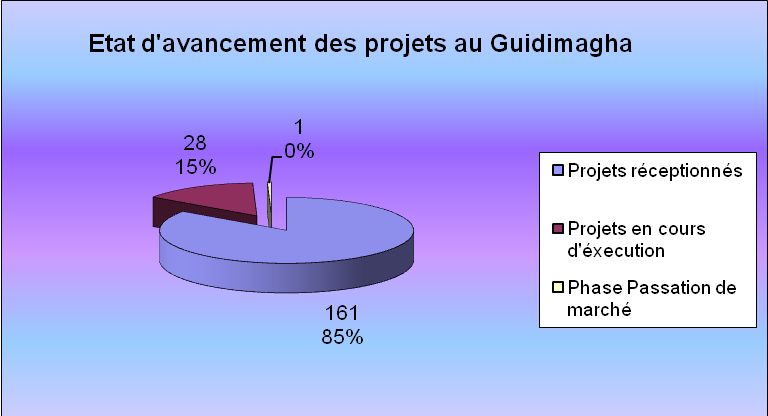 Etat d'avancement des projets au Guidimagha
1
0%
28
15%
161
85%
Projets réceptionnés
Projets en cours
d'éxecution
Phase Passation de
marché